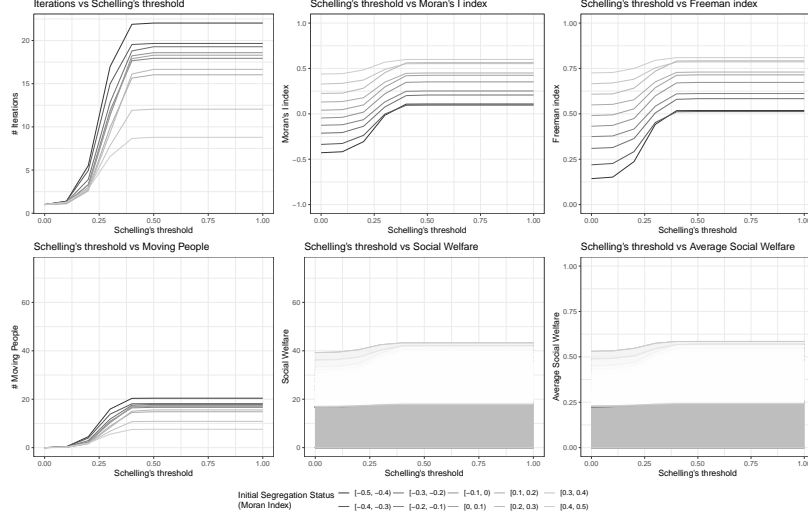 Iterations vs Schelling's threshold
Schelling's threshold vs Moran's I index
Schelling's threshold vs Freeman index
# Iterations
20
15
10
5
0
0.00 0.25 0.50 0.75 1.00
Schelling's threshold
Moran's I index
1.0
0.5
0.0
−0.5
−1.0
0.00 0.25 0.50 0.75 1.00
Schelling's threshold
Freeman index
1.00
0.75
0.50
0.25
0.00
0.00 0.25 0.50 0.75 1.00
Schelling's threshold
Schelling's threshold vs Moving People
Schelling's threshold vs Social Welfare
Schelling's threshold vs Average Social Welfare
# Moving People
60
40
20
0
0.00 0.25 0.50 0.75 1.00
Schelling's threshold
Social Welfare
60
40
20
0
0.00 0.25 0.50 0.75 1.00
Schelling's threshold
Average Social Welfare
1.00
0.75
0.50
0.25
0.00
0.00 0.25 0.50 0.75 1.00
Schelling's threshold
Initial Segregation Status
(Moran Index)
[−0.5, −0.4) [−0.3, −0.2) [−0.1, 0) [0.1, 0.2) [0.3, 0.4)
[−0.4, −0.3) [−0.2, −0.1) [0, 0.1) [0.2, 0.3) [0.4, 0.5)